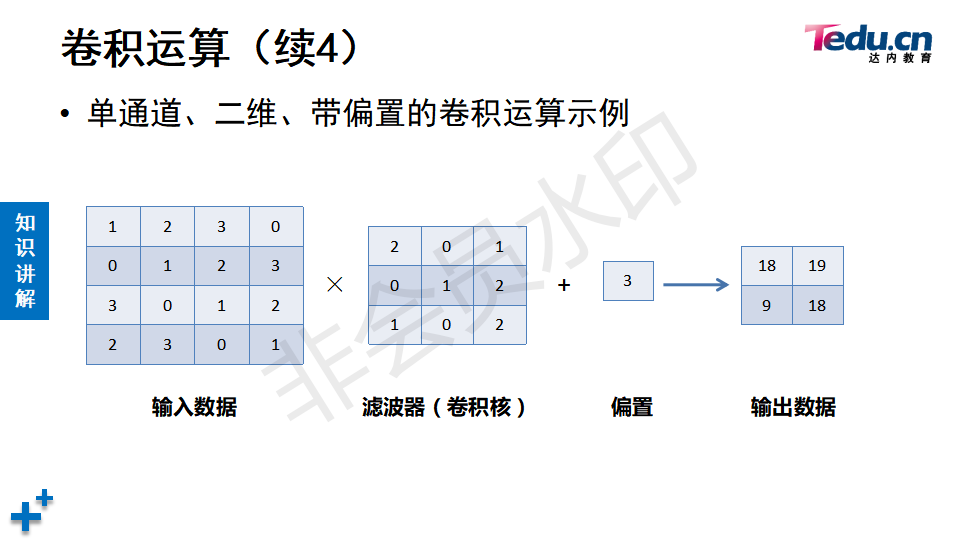 卷积运算（续4）
Tedu.cn
达内教育
• 单通道、二维、带偏置的卷积运算示例
知识讲解
1 2 3 0
0 1 2 3
3 0 1 2
2 3 0 1
×
2 0 1
0 1 2
1 0 2
+
3
18 19
9 18
输入数据
滤波器（卷积核）
偏置
输出数据
非会员水印